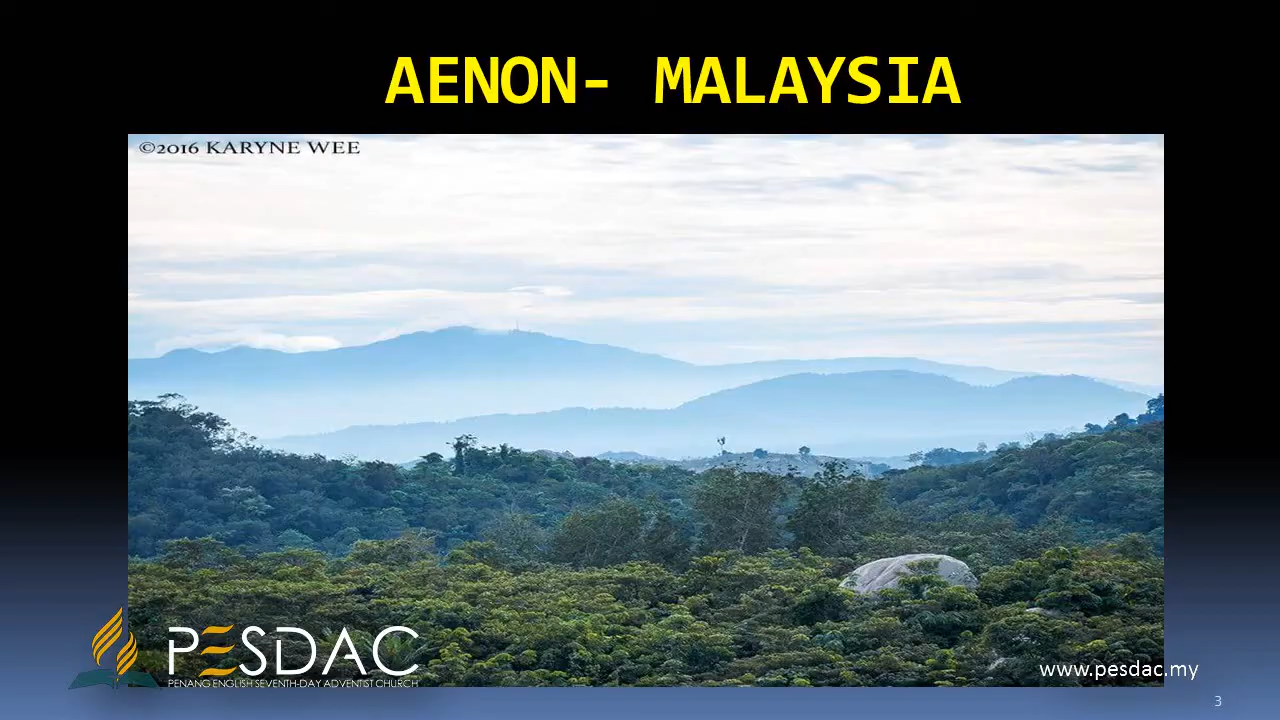 AENON- MALAYSIA
©2016 KARYNE WEE
PESDAC
PENANG ENGLISH SEVENTH-DAY ADVENTIST CHURCH
www.pesdac.my
3